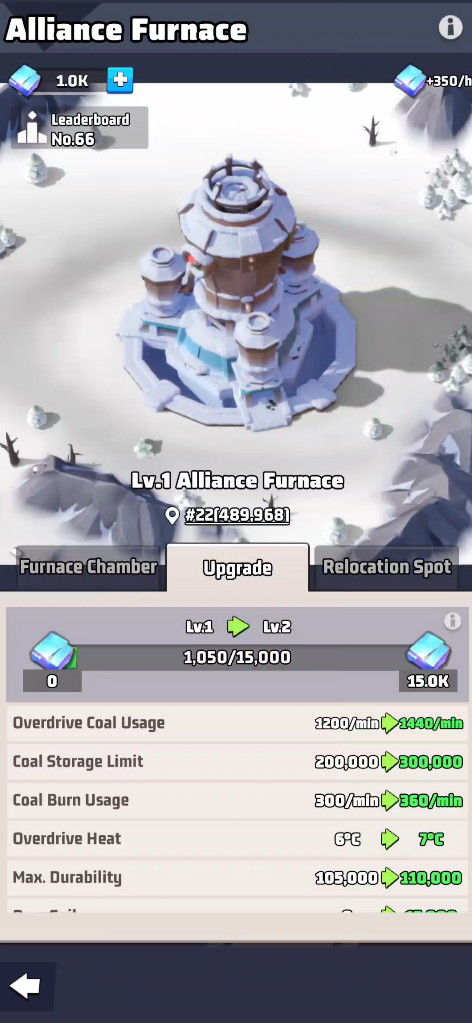 Alliance Furnace
1.0K
+350/h
Leaderboard
No.66
Lv.1 Alliance Furnace
#22[489.968]
Furnace Chamber
Upgrade
Relocation Spot
Lv.1 Lv.2
1,050/15,000
0
15.0K
Overdrive Coal Usage 1200/min 1440/min
Coal Storage Limit 200,000 300,000
Coal Burn Usage 300/min 360/min
Overdrive Heat 6°C 7°C
Max. Durability 105,000 110,000